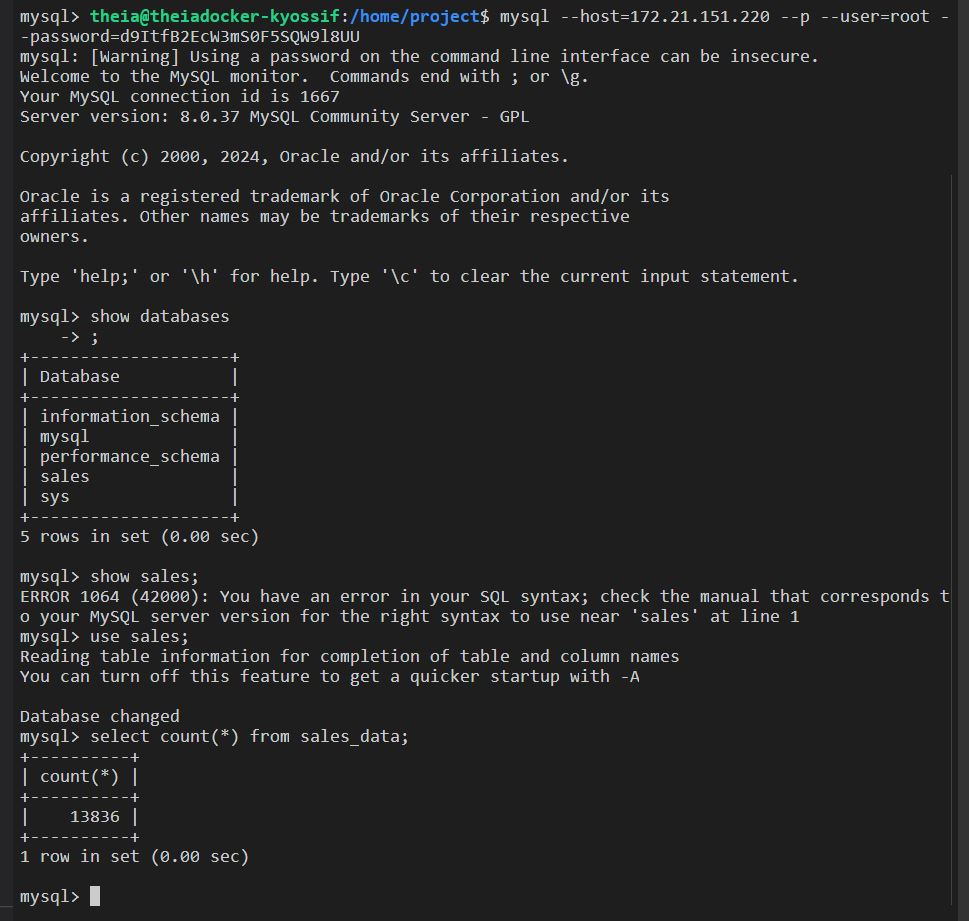 mysql> theia@theiadocker-kyossif:/home/project$ mysql --host=172.21.151.220 --p --user=root -
-password=d9ItfB2EcW3mS0F5SQW9l8UU
mysql: [Warning] Using a password on the command line interface can be insecure.
Welcome to the MySQL monitor.  Commands end with ; or \g.
Your MySQL connection id is 1667
Server version: 8.0.37 MySQL Community Server - GPL

Copyright (c) 2000, 2024, Oracle and/or its affiliates.

Oracle is a registered trademark of Oracle Corporation and/or its
affiliates. Other names may be trademarks of their respective
owners.

Type 'help;' or '\h' for help. Type '\c' to clear the current input statement.

mysql> show databases
    -> ;
+--------------------+
| Database           |
+--------------------+
| information_schema |
| mysql              |
| performance_schema |
| sales              |
| sys                |
+--------------------+
5 rows in set (0.00 sec)

mysql> show sales;
ERROR 1064 (42000): You have an error in your SQL syntax; check the manual that corresponds t
o your MySQL server version for the right syntax to use near 'sales' at line 1
mysql> use sales;
Reading table information for completion of table and column names
You can turn off this feature to get a quicker startup with -A

Database changed
mysql> select count(*) from sales_data;
+----------+
| count(*) |
+----------+
|    13836 |
+----------+
1 row in set (0.00 sec)

mysql>